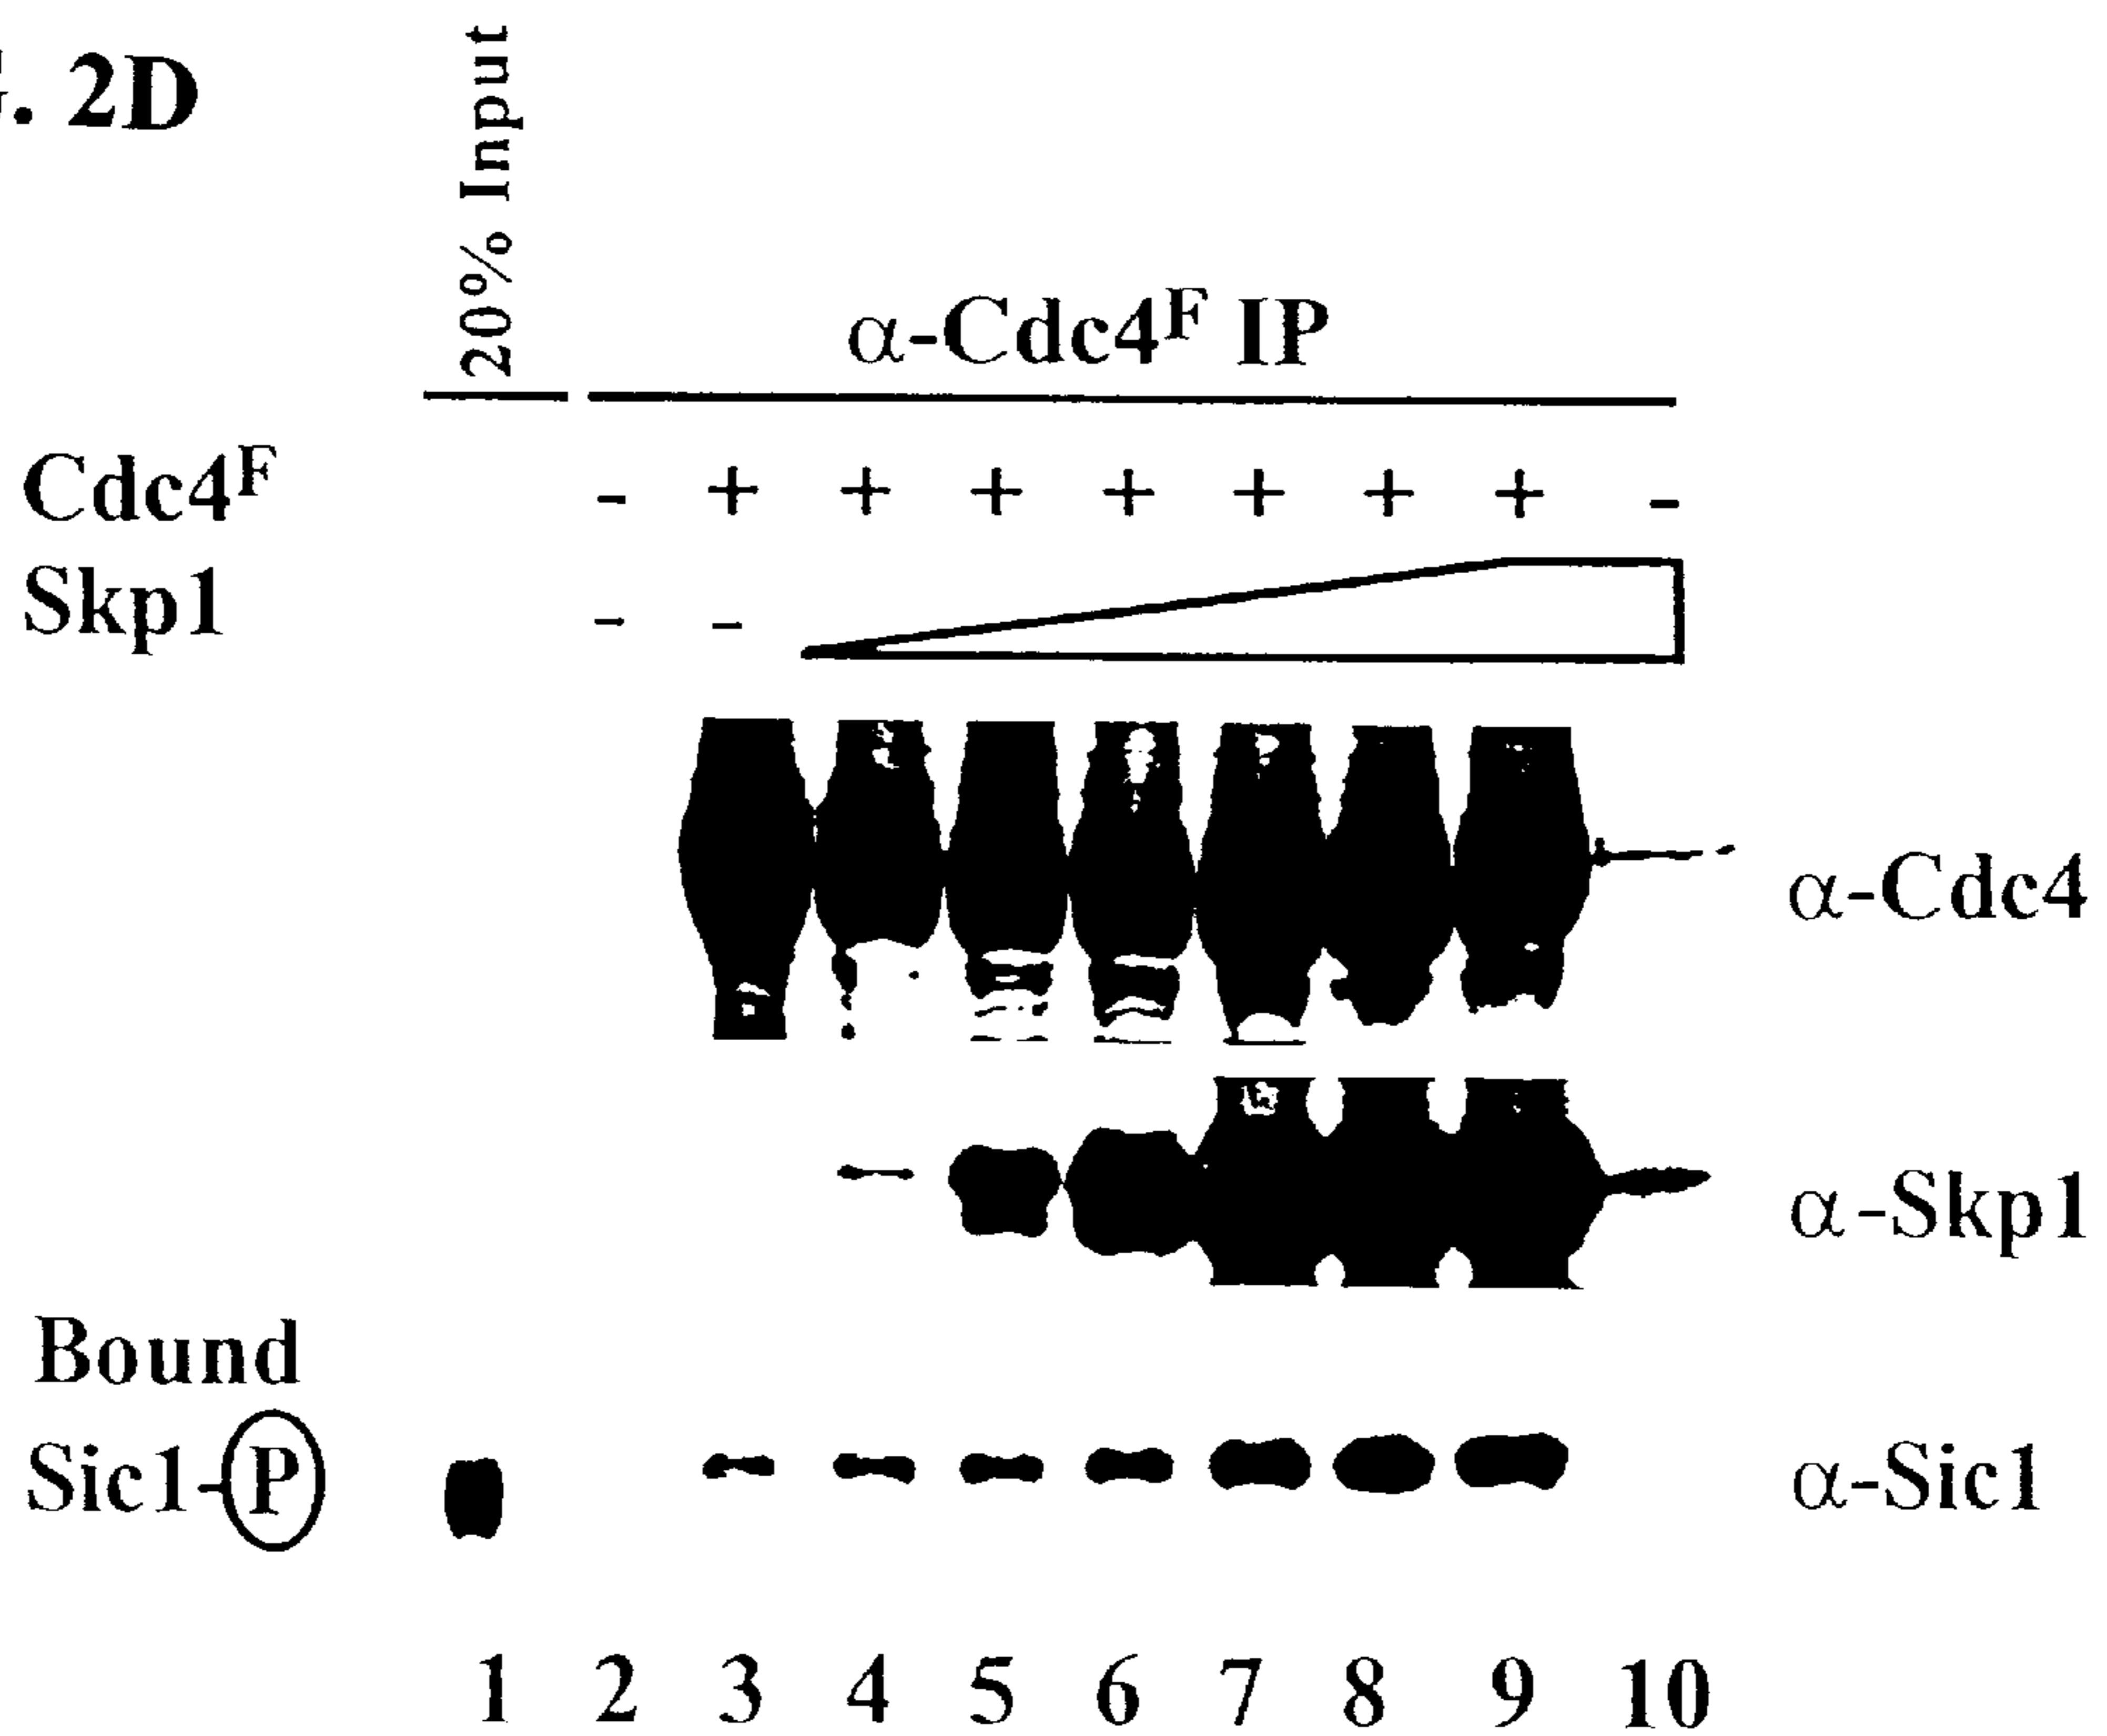 . 2D
20% Input
α-Cdc4F IP
Cdc4F - + + + + + + + -
Skp1 - -
α-Cdc4
α-Skp1
Bound
Sic1-P
α-Sic1
1 2 3 4 5 6 7 8 9 10